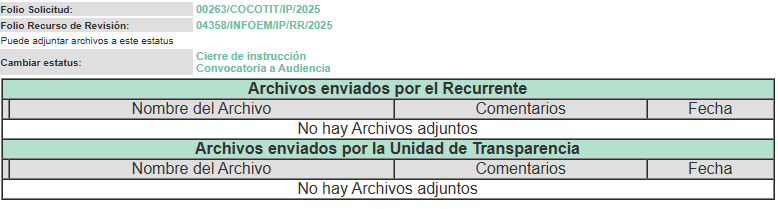 Folio Solicitud: 00263/COCOTIT/IP/2025
Folio Recurso de Revisión: 04358/INFOEM/IP/RR/2025
Puede adjuntar archivos a este estatus
Cambiar estatus: Cierre de instrucción
Convocatoria a Audiencia
Archivos enviados por el Recurrente
Nombre del Archivo Comentarios Fecha
No hay Archivos adjuntos
Archivos enviados por la Unidad de Transparencia
Nombre del Archivo Comentarios Fecha
No hay Archivos adjuntos